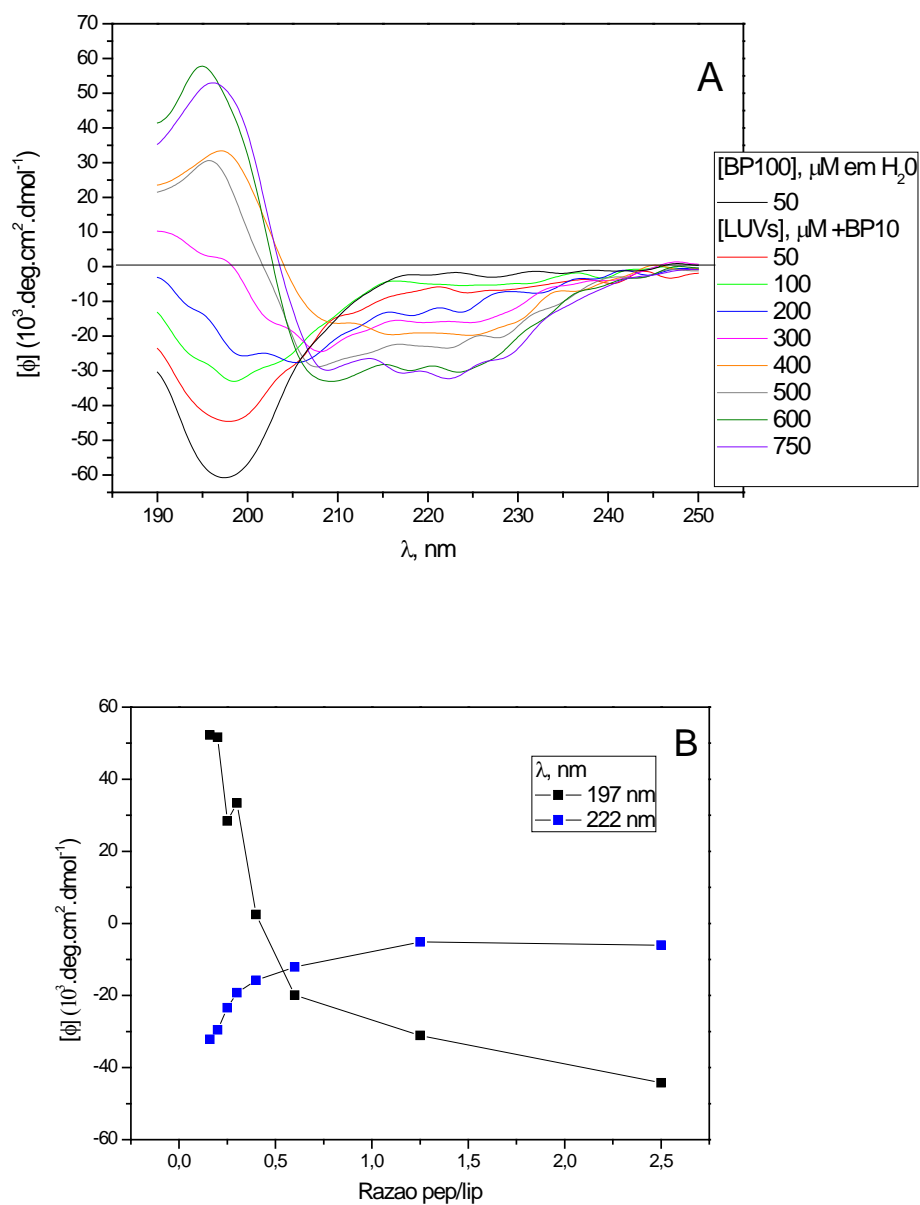 70
60
50
40
30
20
10
0
-10
-20
-30
-40
-50
-60
[ϕ] (10³.deg.cm².dmol⁻¹)
A
[BP100], μM em H₂0
50
[LUVs], μM +BP10
50
100
200
300
400
500
600
750
190 200 210 220 230 240 250
λ, nm
60
40
20
0
-20
-40
-60
[ϕ] (10³.deg.cm².dmol⁻¹)
B
λ, nm
197 nm
222 nm
0,0 0,5 1,0 1,5 2,0 2,5
Razao pep/lip